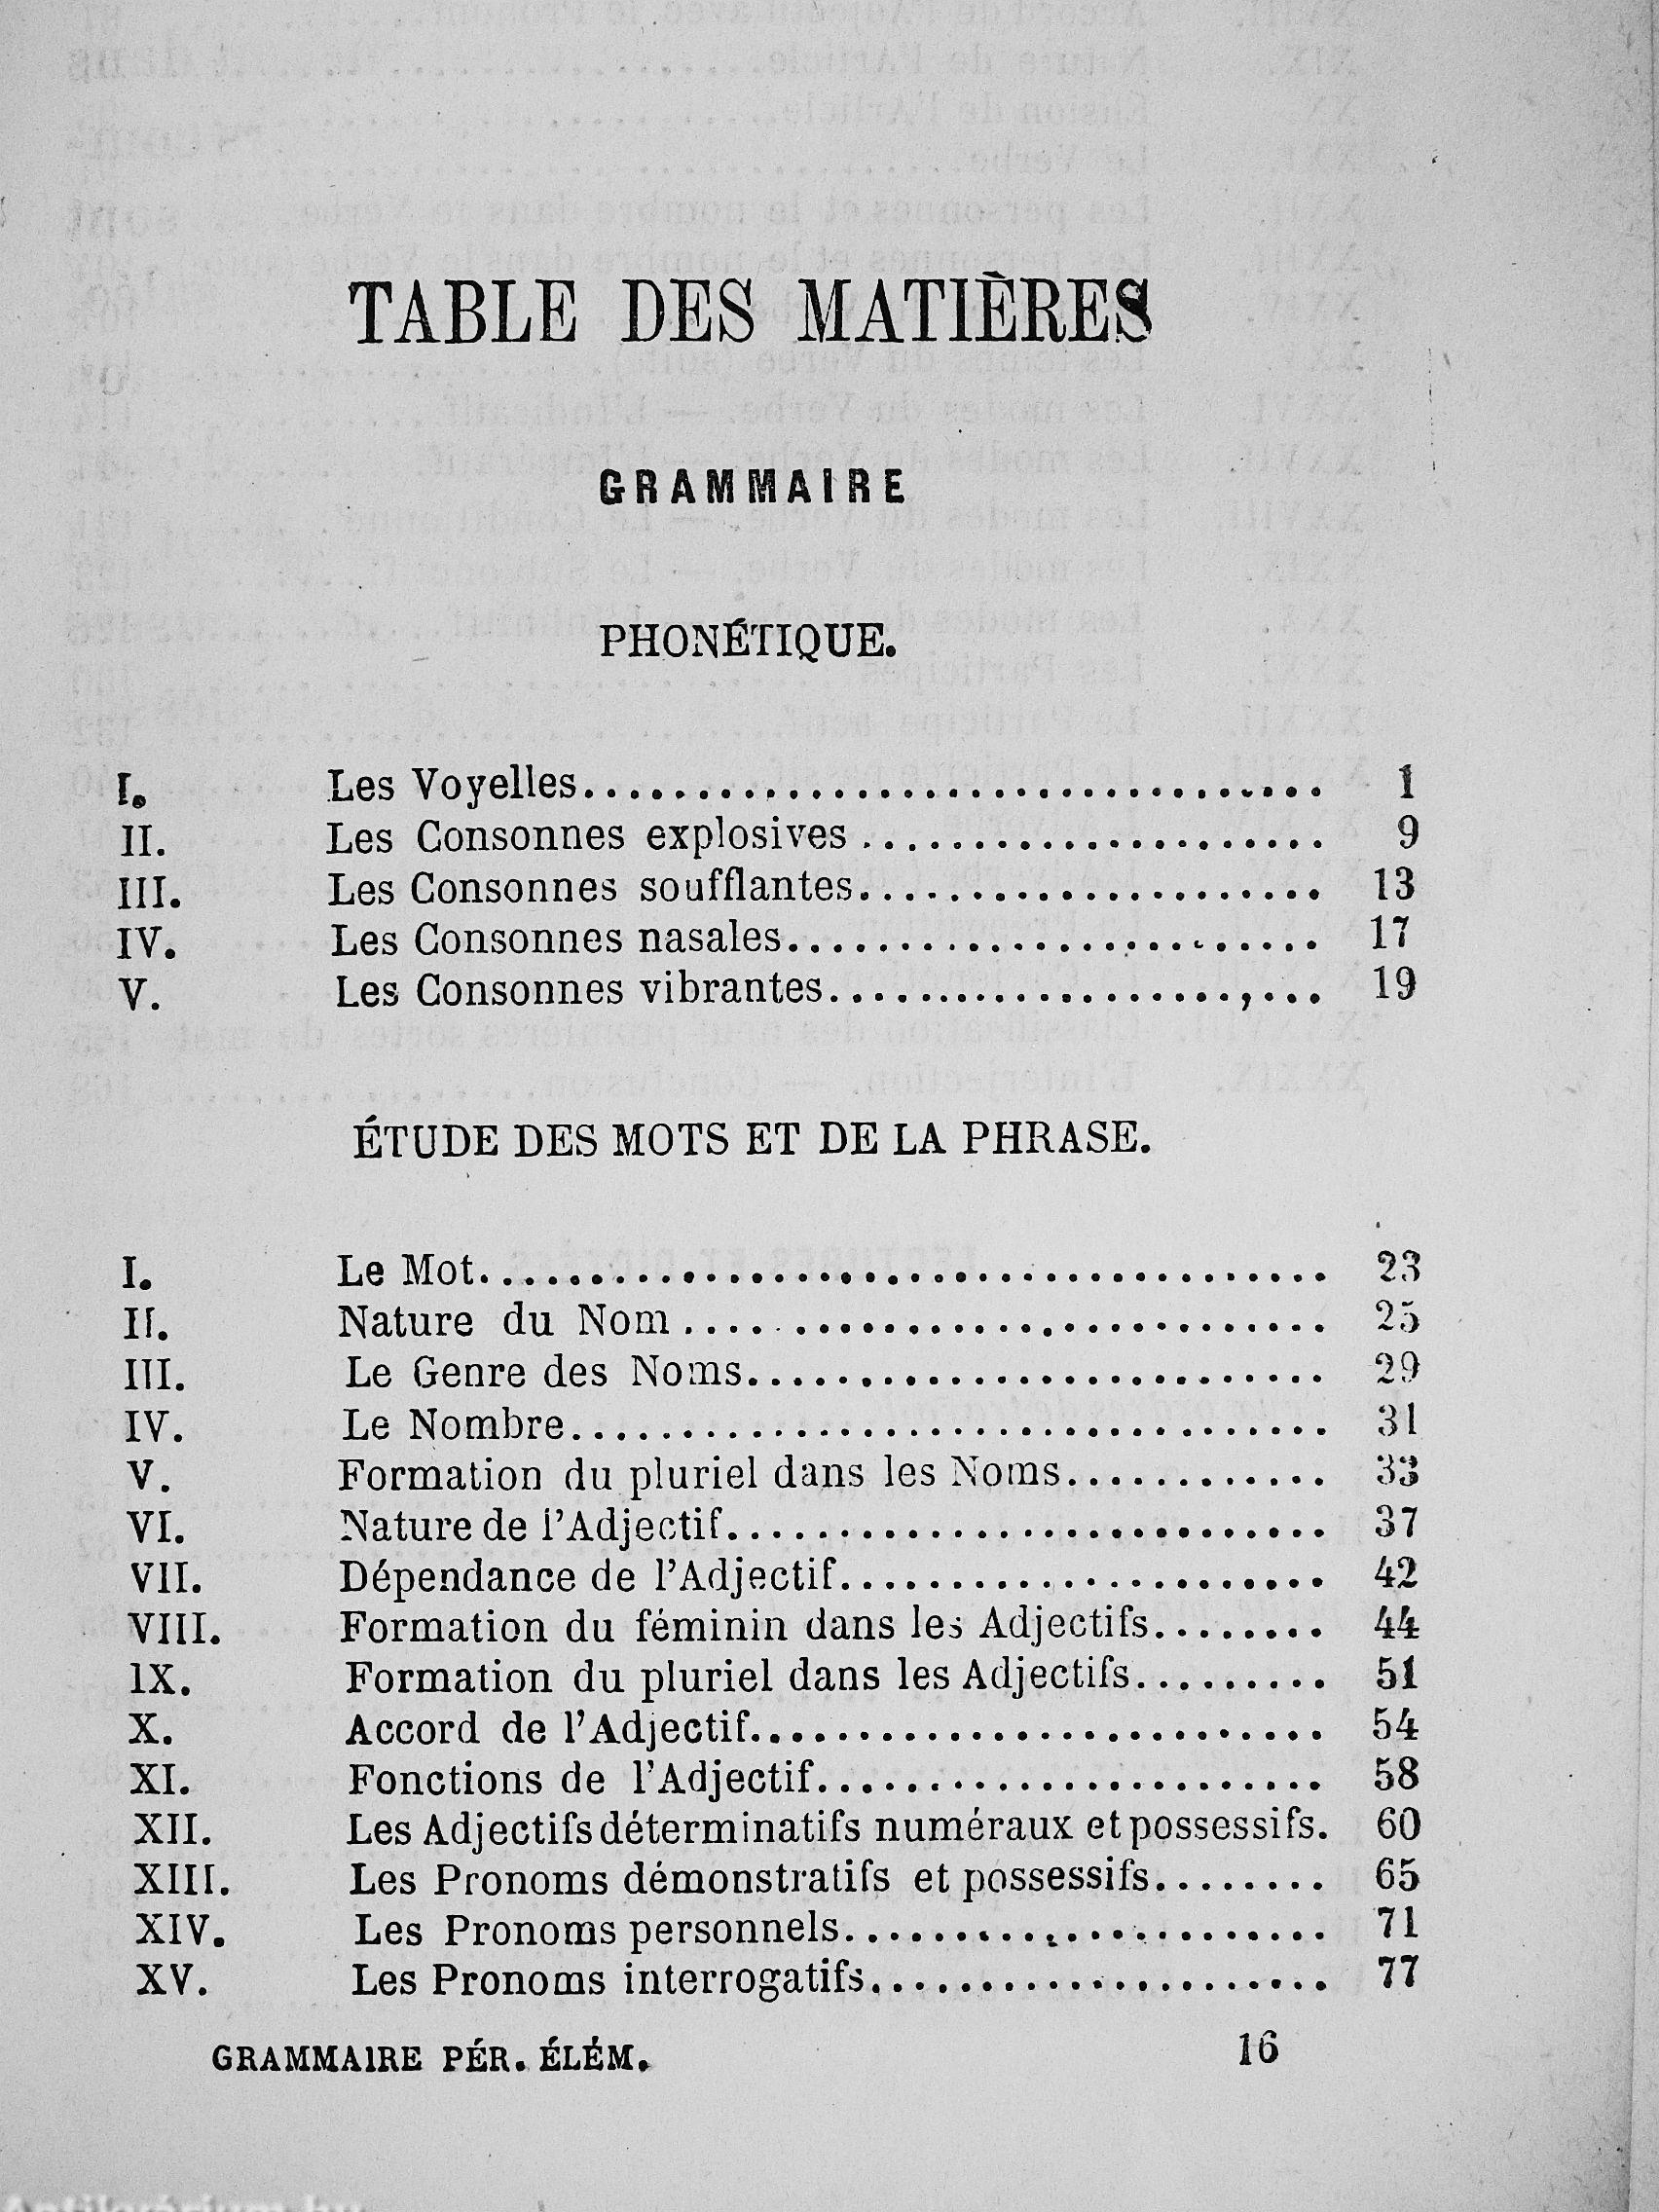 TABLE DES MATIÈRES
GRAMMAIRE
PHONÉTIQUE.
I. Les Voyelles................................. 1
II. Les Consonnes explosives ..................... 9
III. Les Consonnes soufflantes..................... 13
IV. Les Consonnes nasales........................ 17
V. Les Consonnes vibrantes...................,... 19
ÉTUDE DES MOTS ET DE LA PHRASE.
I. Le Mot...................................... 23
II. Nature du Nom ............................. 25
III. Le Genre des Noms.......................... 29
IV. Le Nombre.................................. 31
V. Formation du pluriel dans les Noms............ 33
VI. Nature de l'Adjectif........................... 37
VII. Dépendance de l'Adjectif...................... 42
VIII. Formation du féminin dans les Adjectifs........ 44
IX. Formation du pluriel dans les Adjectifs......... 51
X. Accord de l'Adjectif.......................... 54
XI. Fonctions de l'Adjectif....................... 58
XII. Les Adjectifs déterminatifs numéraux et possessifs. 60
XIII. Les Pronoms démonstratifs et possessifs........ 65
XIV. Les Pronoms personnels...................... 71
XV. Les Pronoms interrogatifs..................... 77
GRAMMAIRE PÉR. ÉLÉM. 16